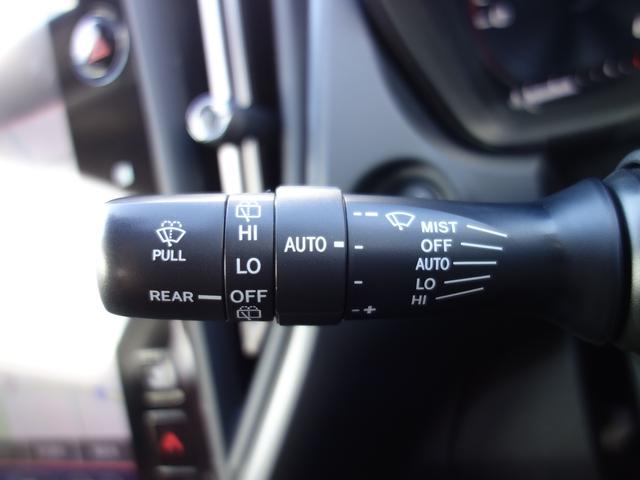 PULL
REAR
HI
LO
OFF
AUTO
- +
MIST
OFF
AUTO
LO
HI